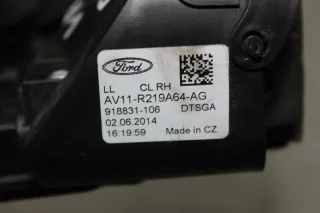 Ford
LL CL RH
AV11-R219A64-AG
918831-106 DTSGA
02.06.2014
16:19:59 Made in CZ